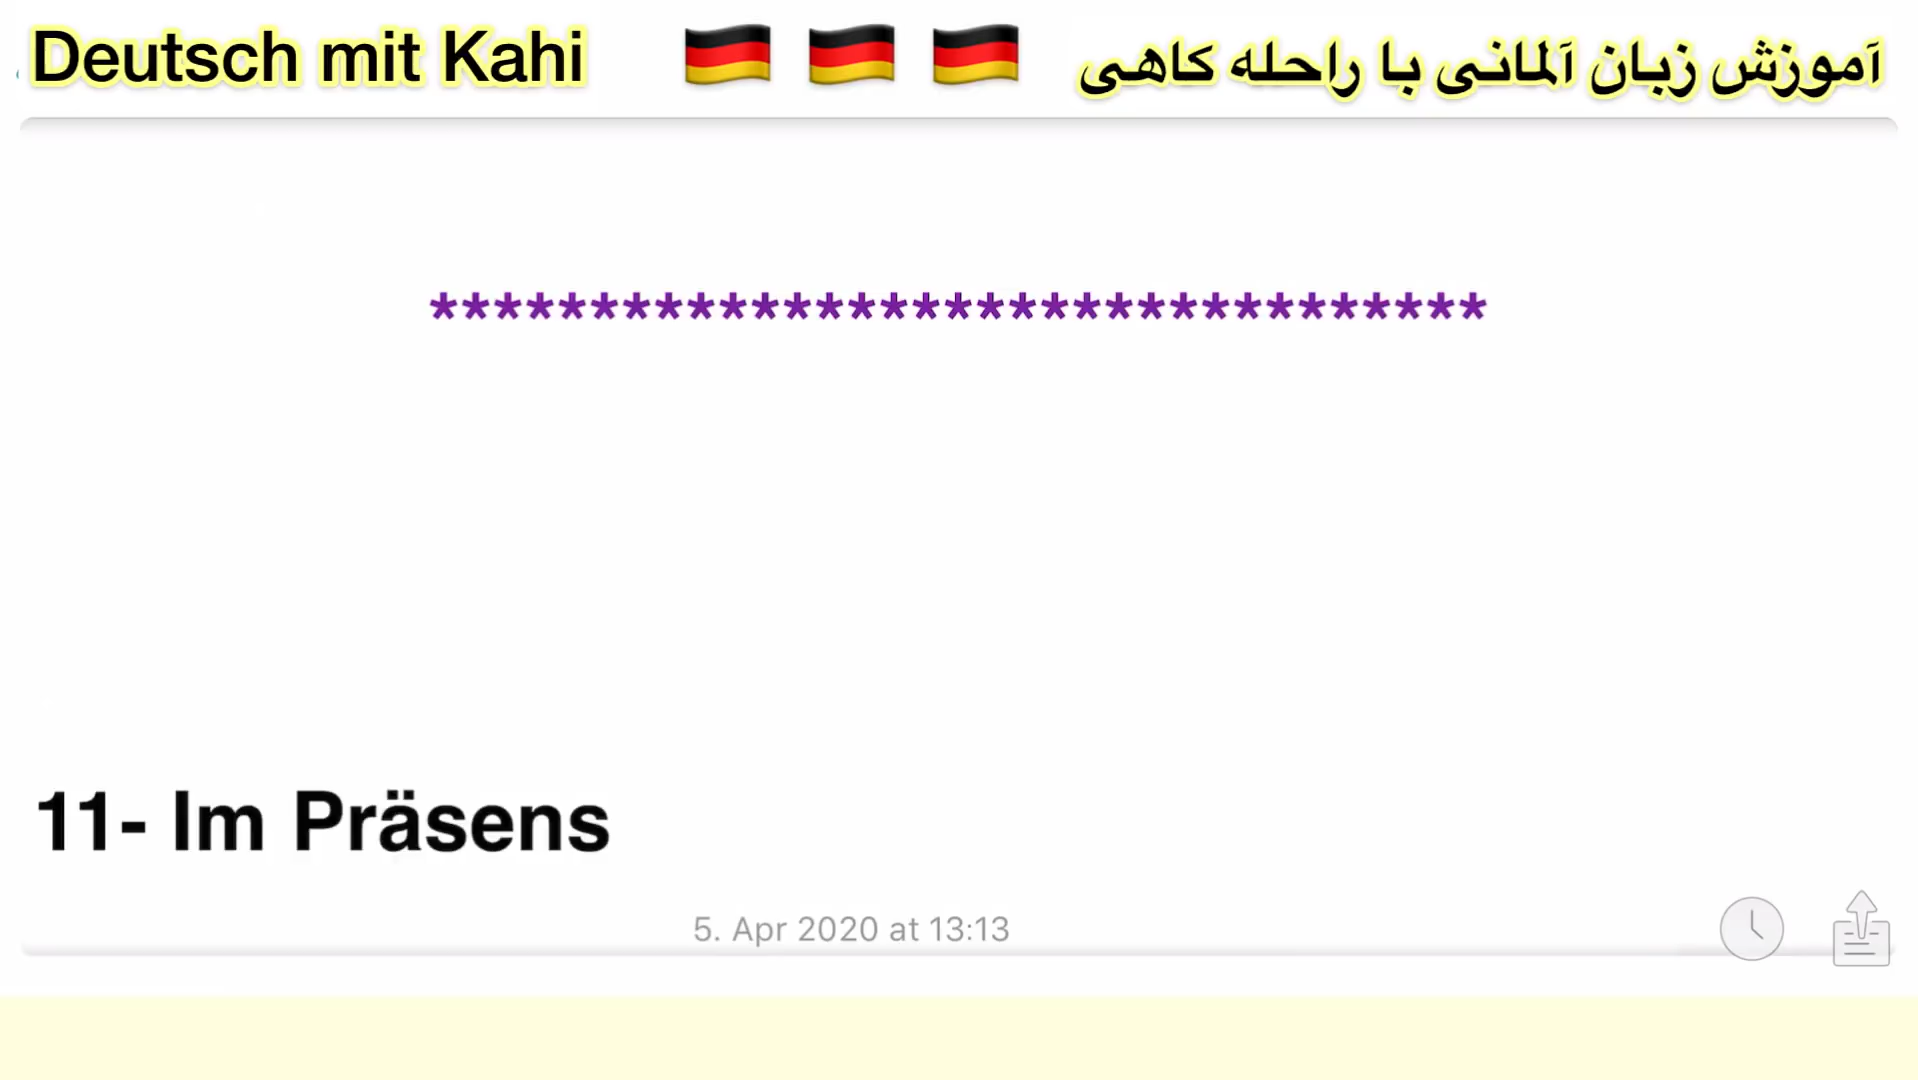 Deutsch mit Kahi 🇩🇪 🇩🇪 🇩🇪 آموزش زبان آلمانی با راحله کاهی
*********************************
11- Im Präsens
5. Apr 2020 at 13:13